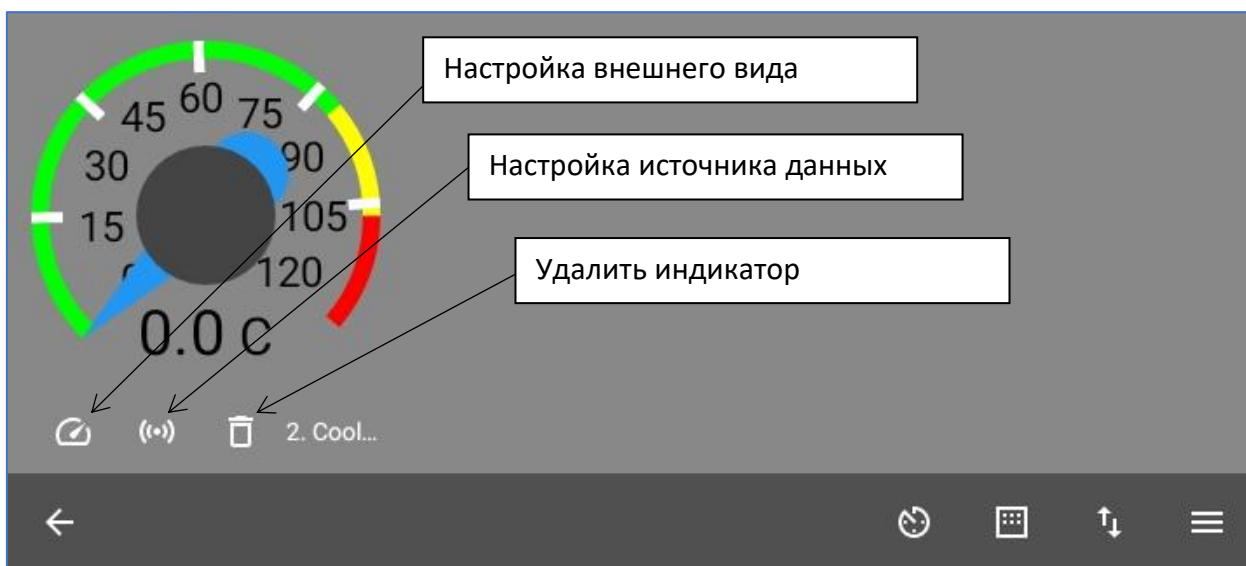 Настройка внешнего вида
Настройка источника данных
Удалить индикатор
0
15
30
45
60
75
90
105
120
0.0 C
2. Cool...